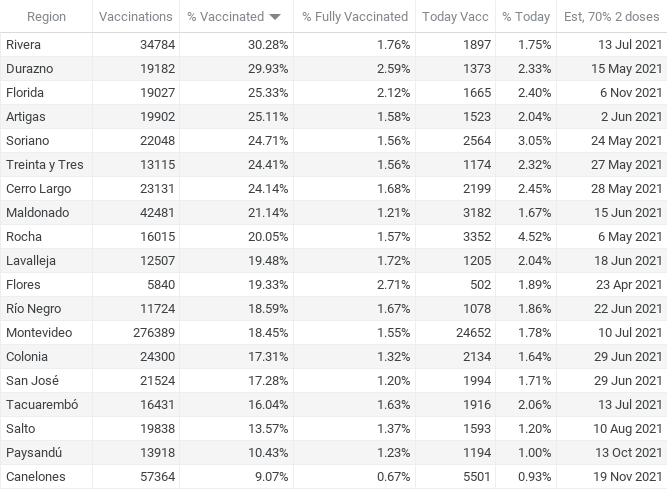 Region Vaccinations % Vaccinated % Fully Vaccinated Today Vacc % Today Est, 70% 2 doses
Rivera 34784 30.28% 1.76% 1897 1.75% 13 Jul 2021
Durazno 19182 29.93% 2.59% 1373 2.33% 15 May 2021
Florida 19027 25.33% 2.12% 1665 2.40% 6 Nov 2021
Artigas 19902 25.11% 1.58% 1523 2.04% 2 Jun 2021
Soriano 22048 24.71% 1.56% 2564 3.05% 24 May 2021
Treinta y Tres 13115 24.41% 1.56% 1174 2.32% 27 May 2021
Cerro Largo 23131 24.14% 1.68% 2199 2.45% 28 May 2021
Maldonado 42481 21.14% 1.21% 3182 1.67% 15 Jun 2021
Rocha 16015 20.05% 1.57% 3352 4.52% 6 May 2021
Lavalleja 12507 19.48% 1.72% 1205 2.04% 18 Jun 2021
Flores 5840 19.33% 2.71% 502 1.89% 23 Apr 2021
Río Negro 11724 18.59% 1.67% 1078 1.86% 22 Jun 2021
Montevideo 276389 18.45% 1.55% 24652 1.78% 10 Jul 2021
Colonia 24300 17.31% 1.32% 2134 1.64% 29 Jun 2021
San José 21524 17.28% 1.20% 1994 1.71% 29 Jun 2021
Tacuarembó 16431 16.04% 1.63% 1916 2.06% 13 Jul 2021
Salto 19838 13.57% 1.37% 1593 1.20% 10 Aug 2021
Paysandú 13918 10.43% 1.23% 1194 1.00% 13 Oct 2021
Canelones 57364 9.07% 0.67% 5501 0.93% 19 Nov 2021